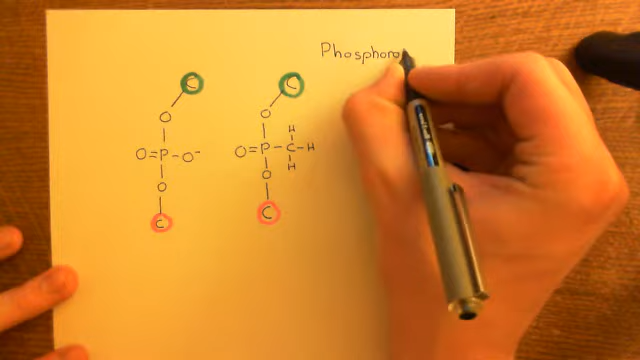 Phosphoro
C C
O O
H
O=P-O⁻ O=P-C-H
H
O O
C C